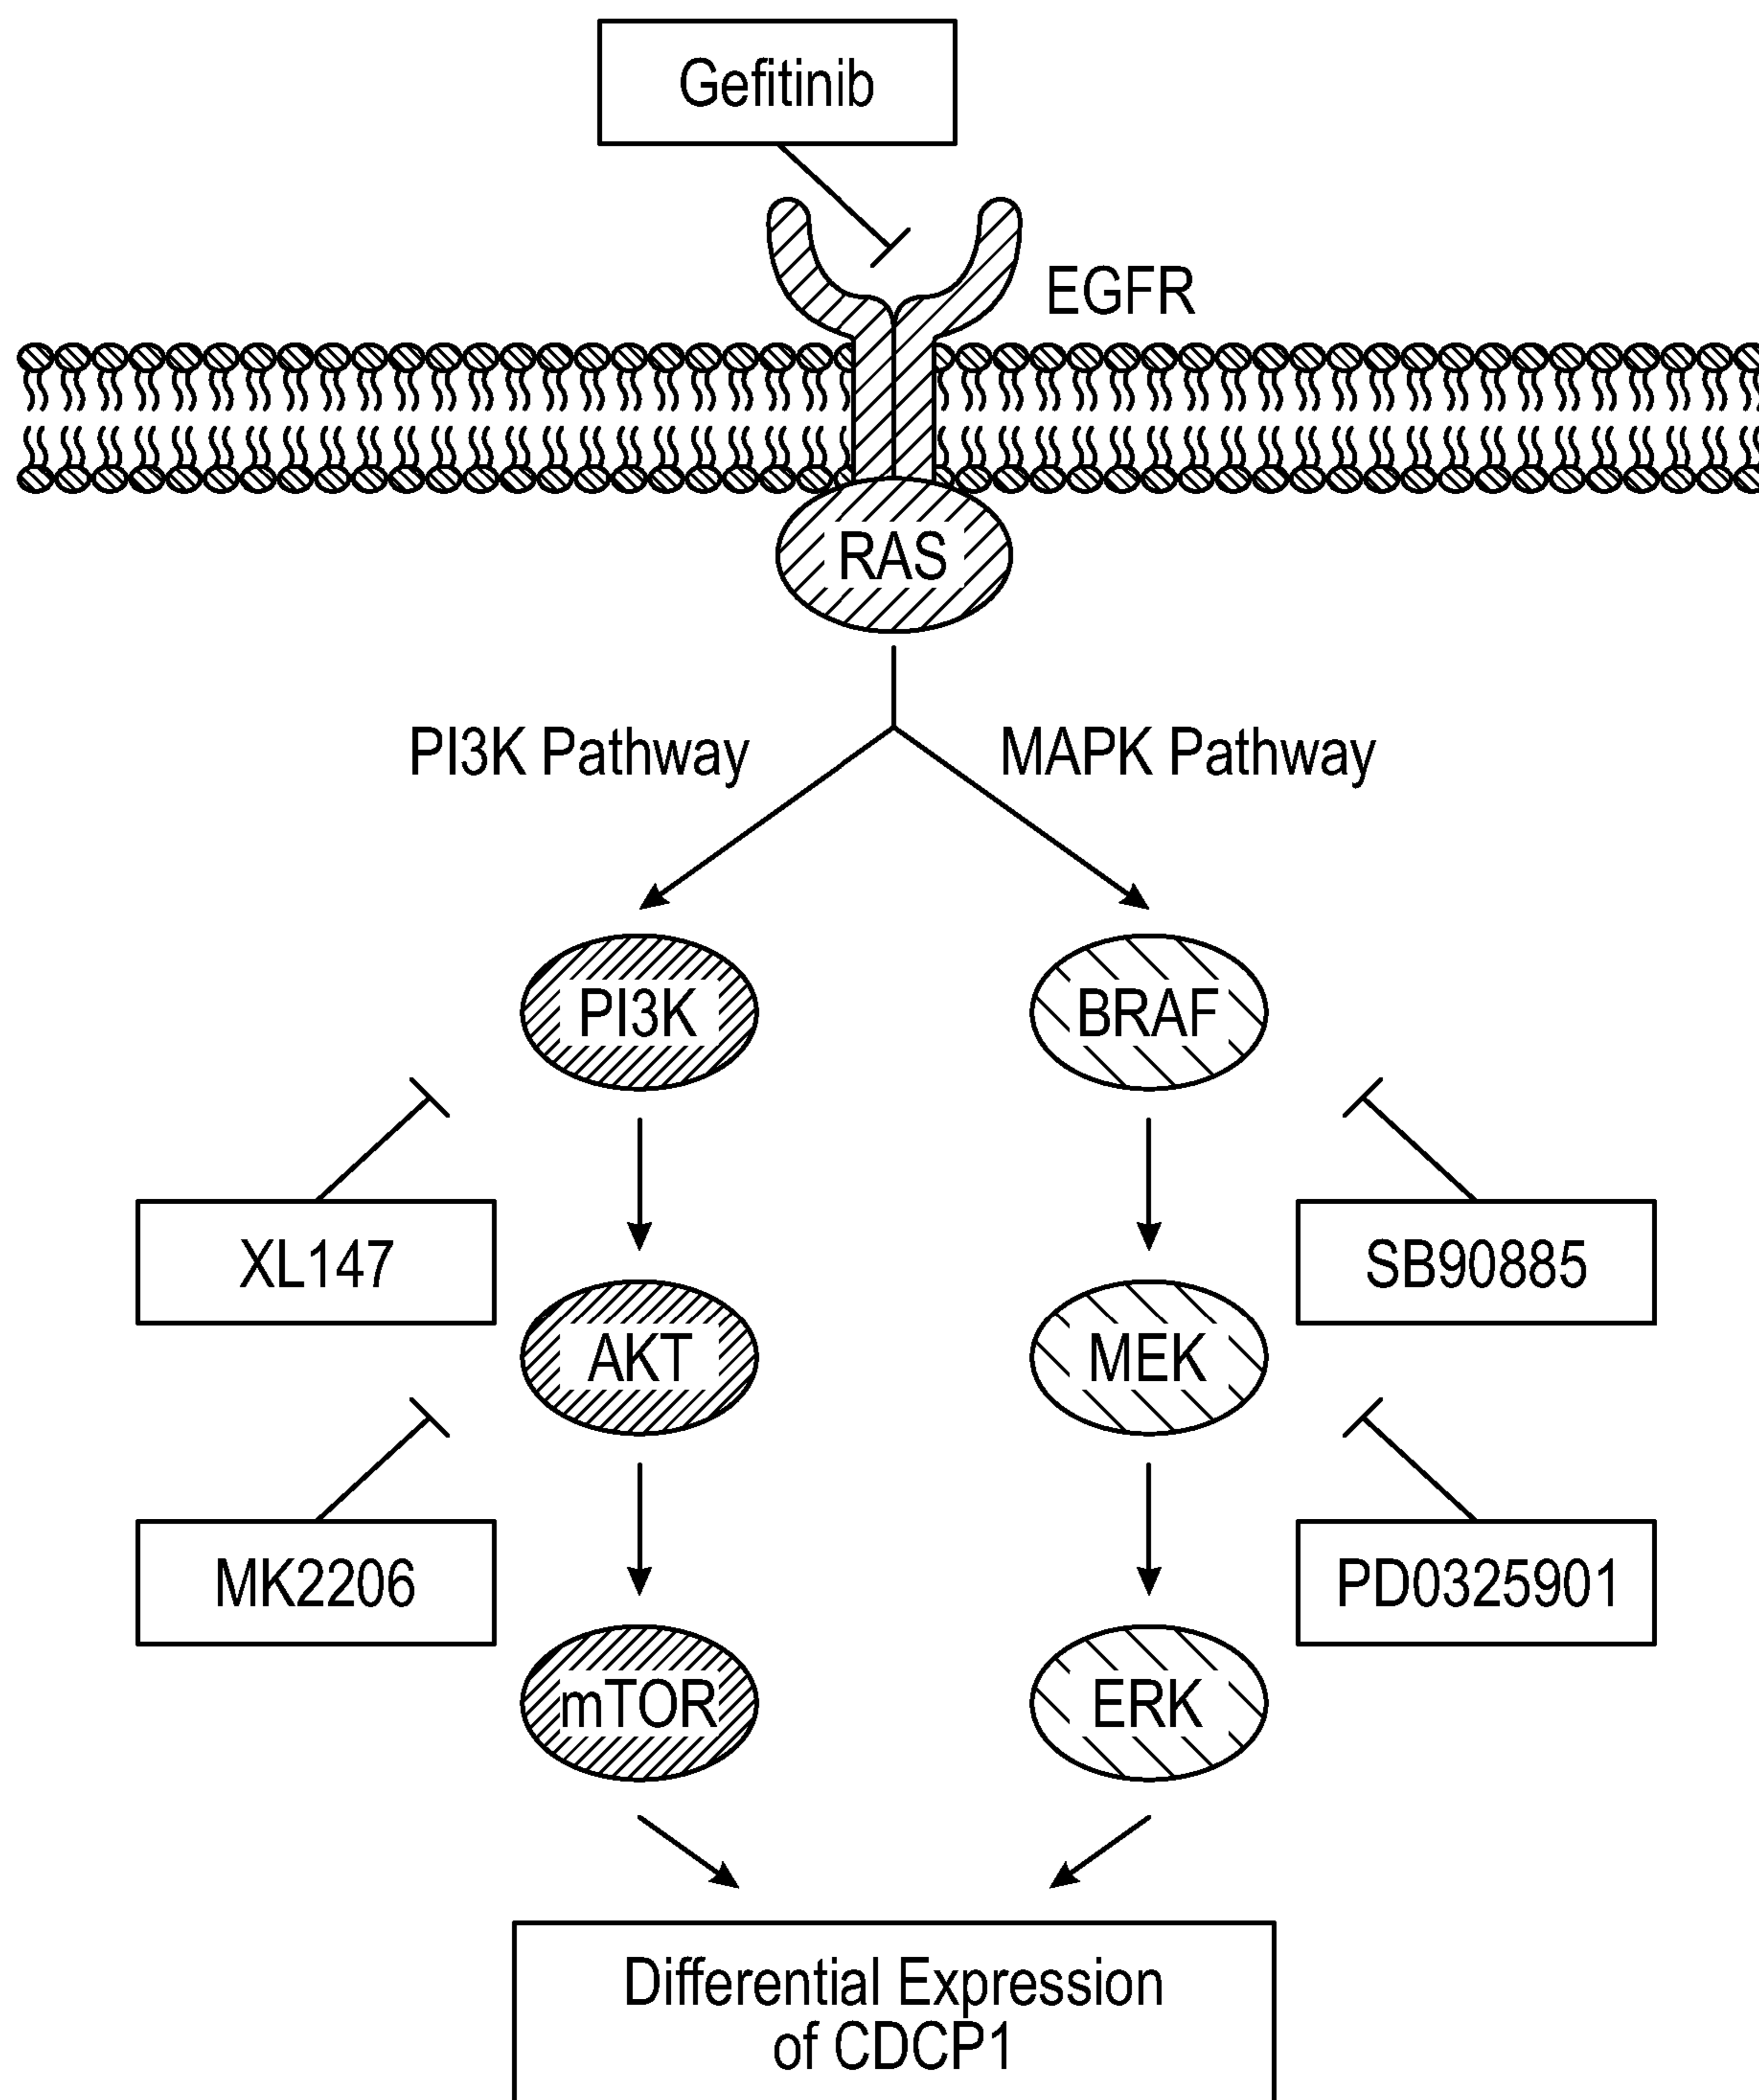 Gefitinib
EGFR
RAS
PI3K Pathway
MAPK Pathway
PI3K
BRAF
XL147
SB90885
AKT
MEK
MK2206
PD0325901
mTOR
ERK
Differential Expression
of CDCP1